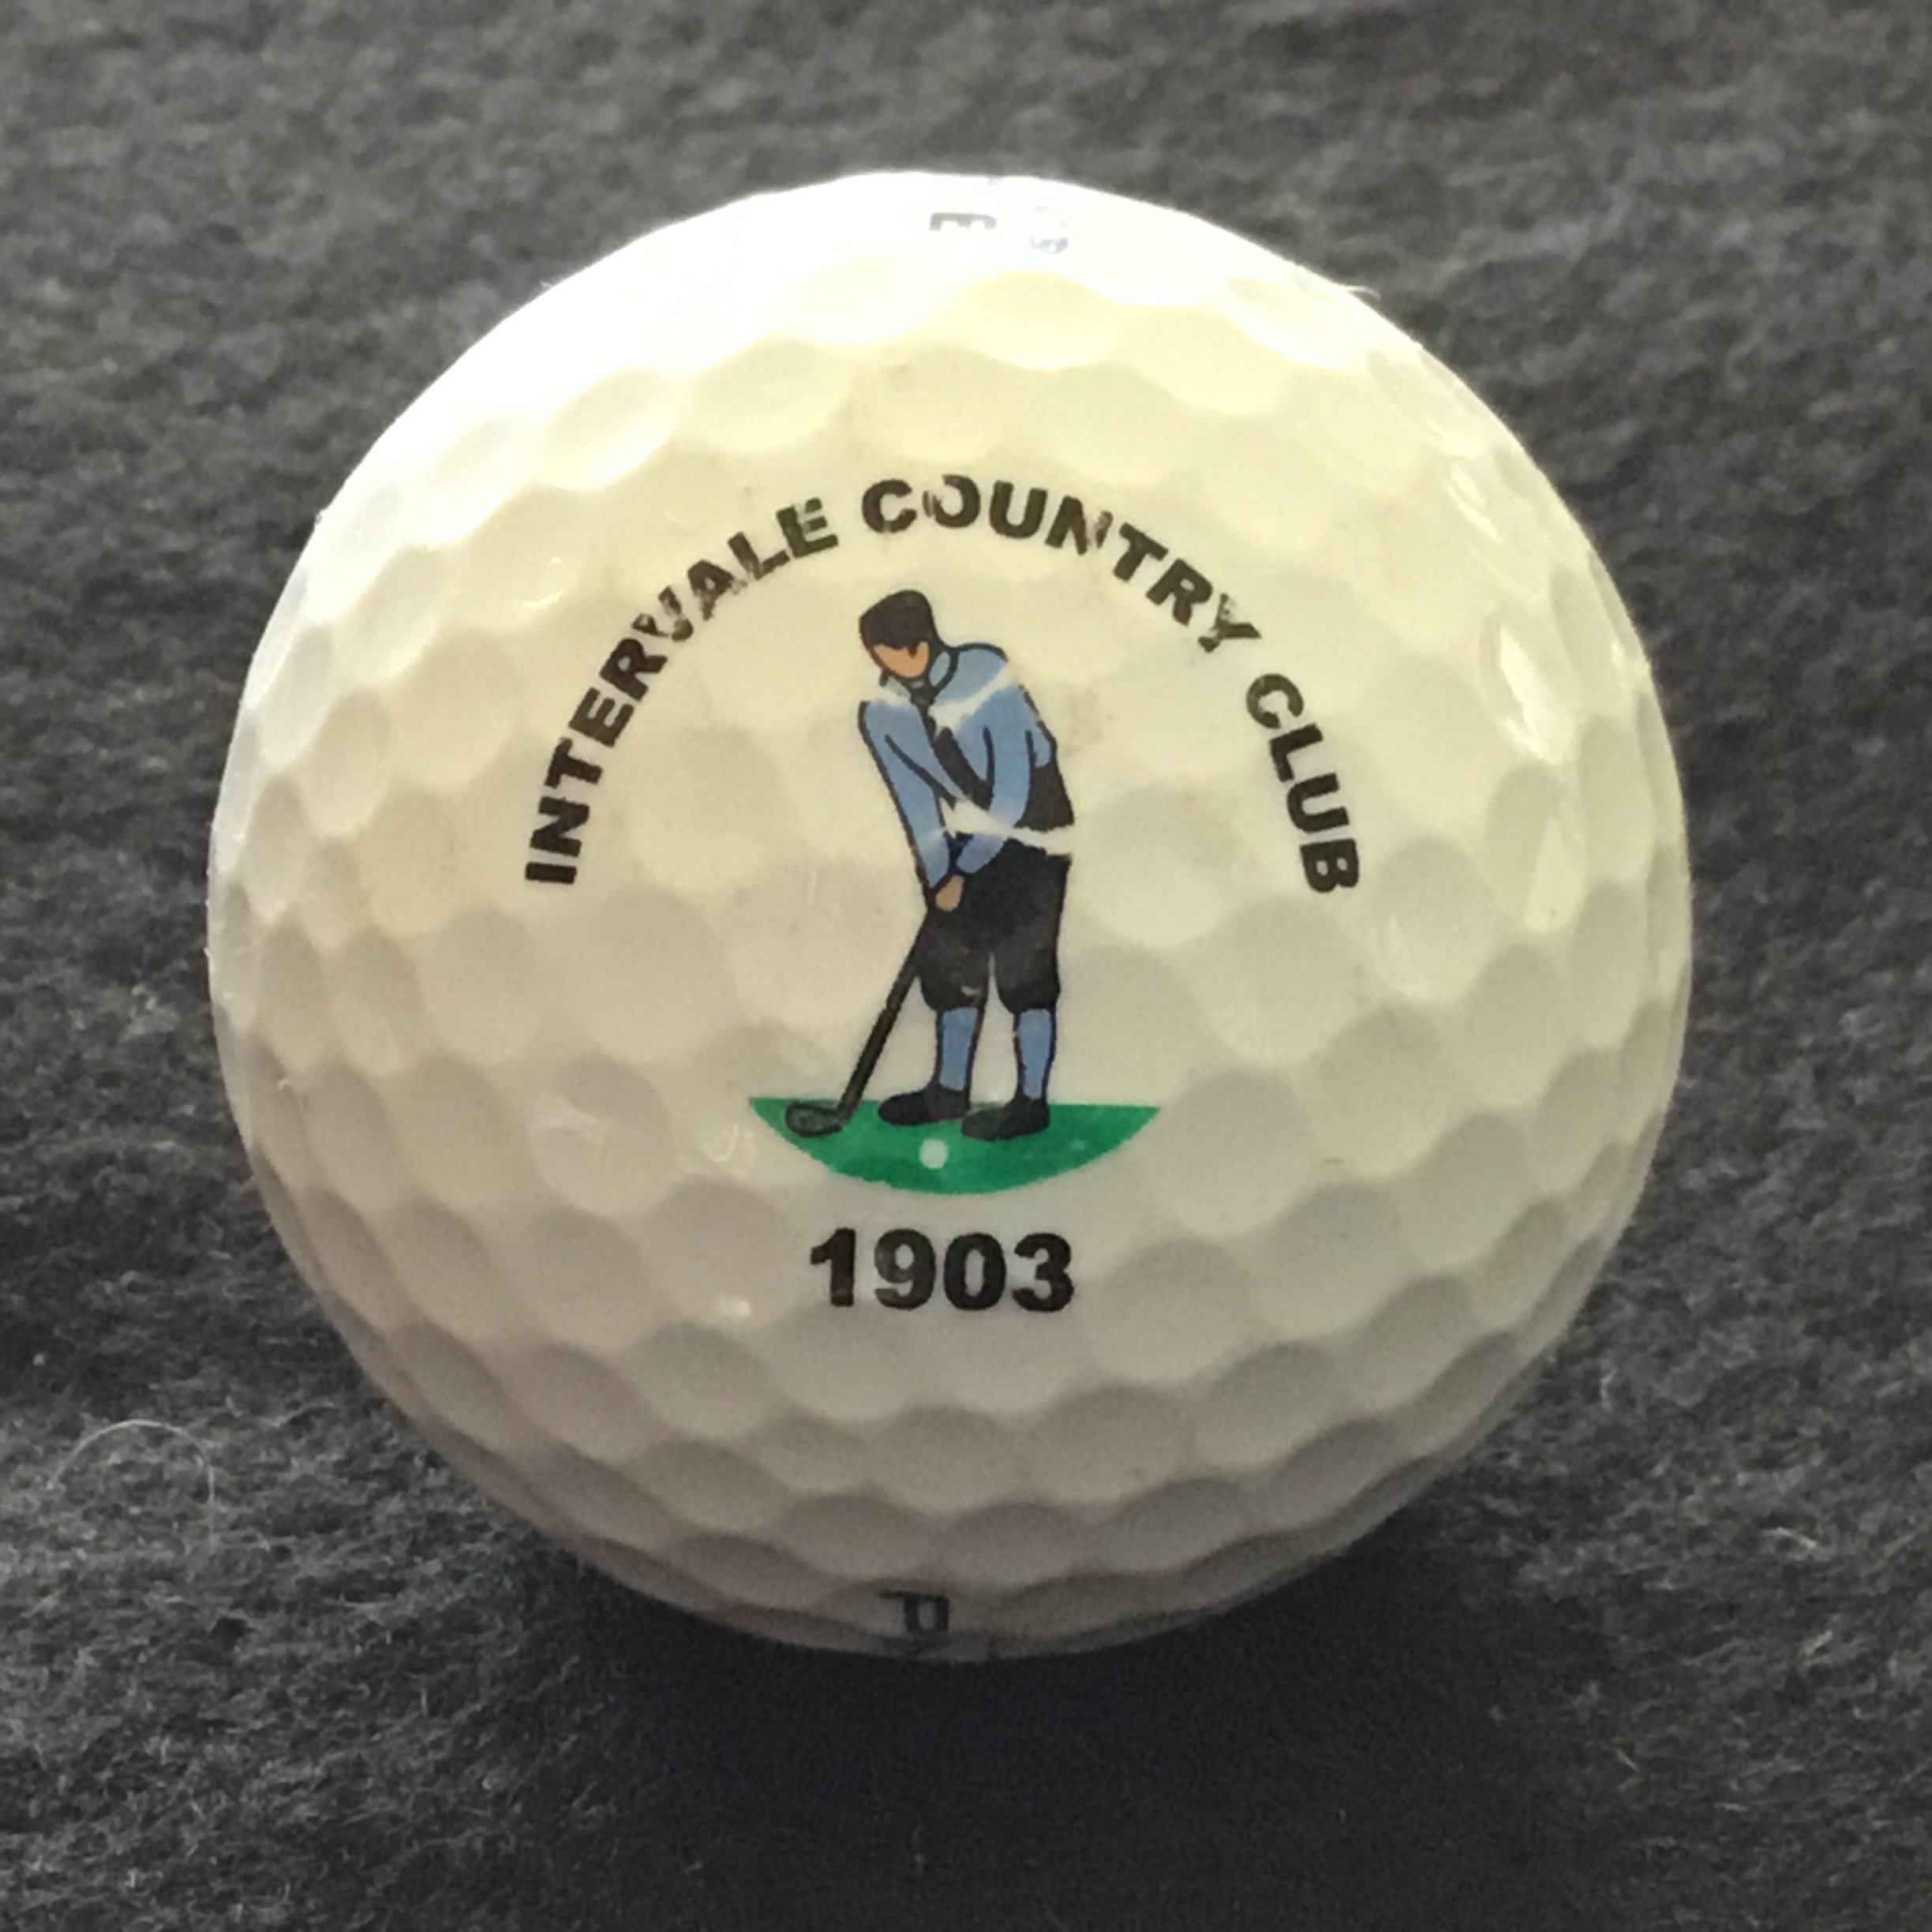 INTERVALE COUNTRY CLUB
1903